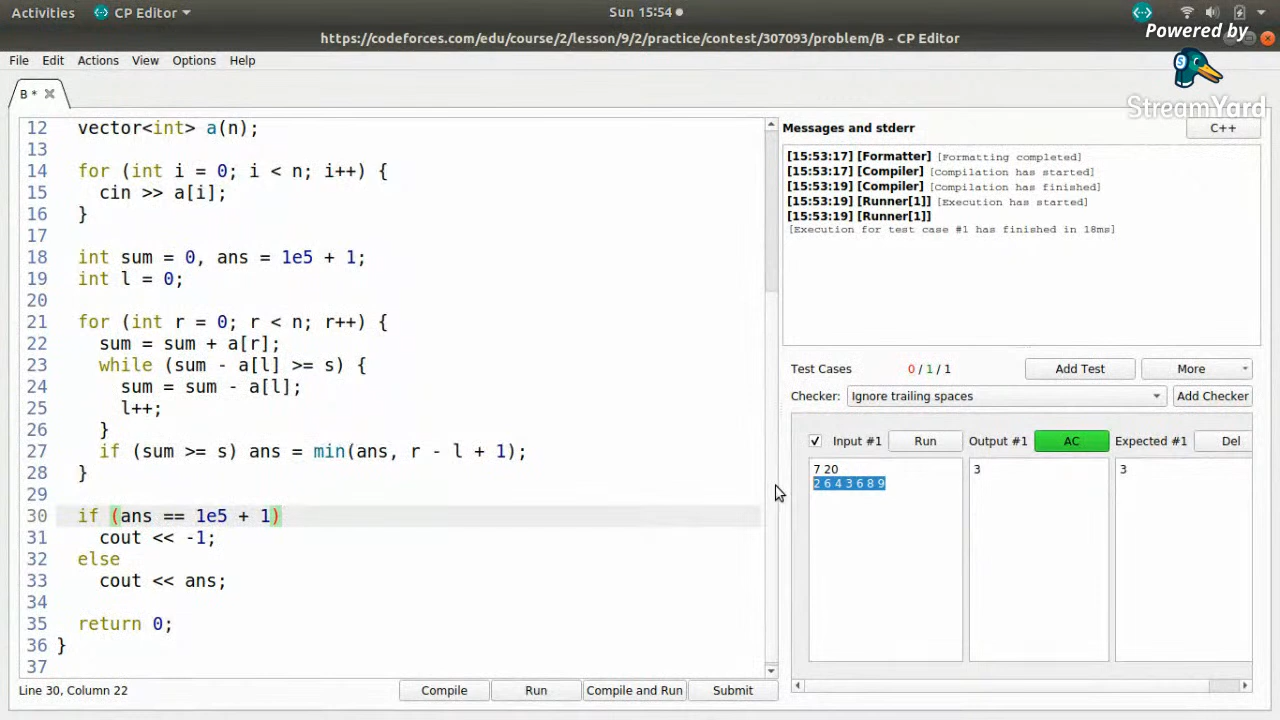 Activities CP Editor Sun 15:54
Powered by
https://codeforces.com/edu/course/2/lesson/9/2/practice/contest/307093/problem/B - CP Editor
File Edit Actions View Options Help
StreamYard
B *
12 vector<int> a(n);
13
14 for (int i = 0; i < n; i++) {
15 cin >> a[i];
16 }
17
18 int sum = 0, ans = 1e5 + 1;
19 int l = 0;
20
21 for (int r = 0; r < n; r++) {
22 sum = sum + a[r];
23 while (sum - a[l] >= s) {
24 sum = sum - a[l];
25 l++;
26 }
27 if (sum >= s) ans = min(ans, r - l + 1);
28 }
29
30 if (ans == 1e5 + 1)
31 cout << -1;
32 else
33 cout << ans;
34
35 return 0;
36 }
37
Line 30, Column 22 Compile Run Compile and Run Submit
Messages and stderr C++
[15:53:17] [Formatter] [Formatting completed]
[15:53:17] [Compiler] [Compilation has started]
[15:53:19] [Compiler] [Compilation has finished]
[15:53:19] [Runner[1]] [Execution has started]
[15:53:19] [Runner[1]]
[Execution for test case #1 has finished in 18ms]
Test Cases 0 / 1 / 1 Add Test More
Checker: Ignore trailing spaces Add Checker
Input #1 Run Output #1 AC Expected #1 Del
7 20 3 3
2 6 4 3 6 8 9